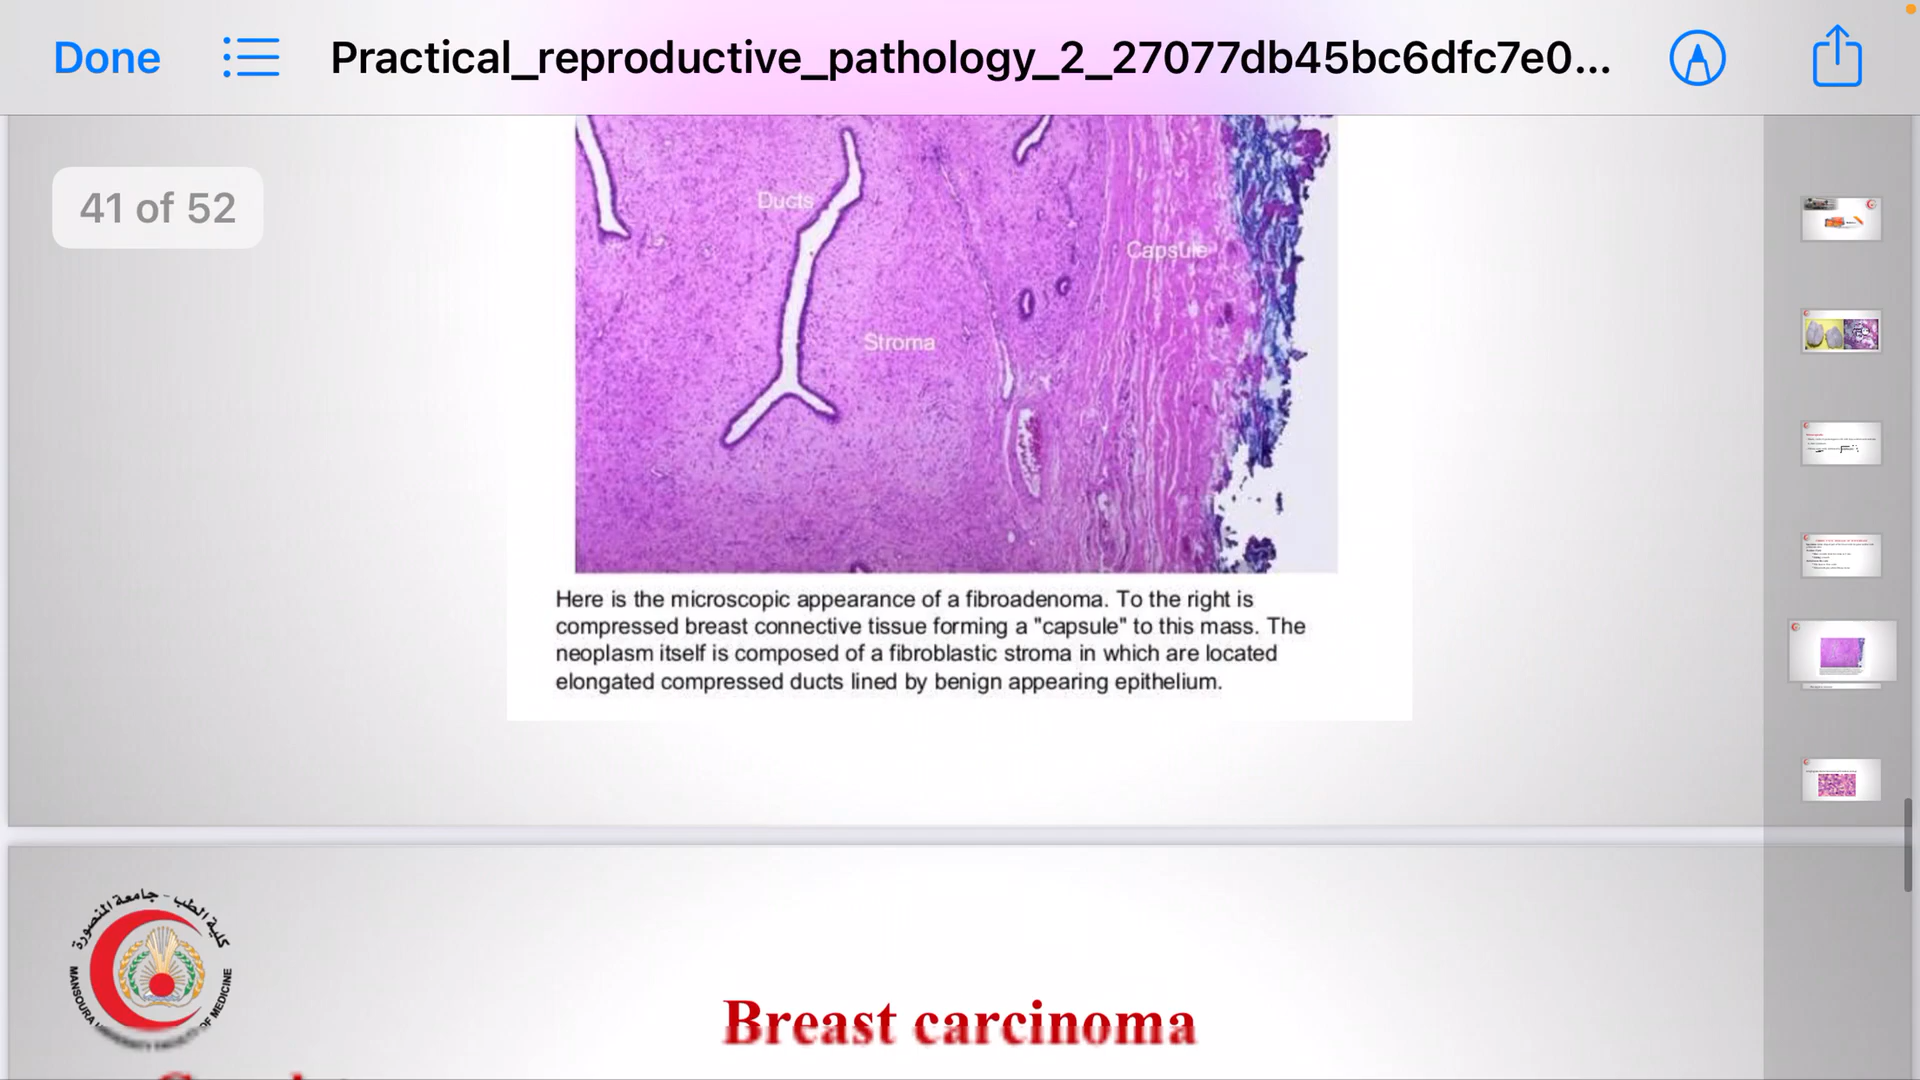 Done
Practical_reproductive_pathology_2_27077db45bc6dfc7e0...
41 of 52
Ducts
Capsule
Stroma
Here is the microscopic appearance of a fibroadenoma. To the right is
compressed breast connective tissue forming a "capsule" to this mass. The
neoplasm itself is composed of a fibroblastic stroma in which are located
elongated compressed ducts lined by benign appearing epithelium.
كلية الطب - جامعة المنصورة
MANSOURA UNIVERSITY FACULTY OF MEDICINE
Breast carcinoma